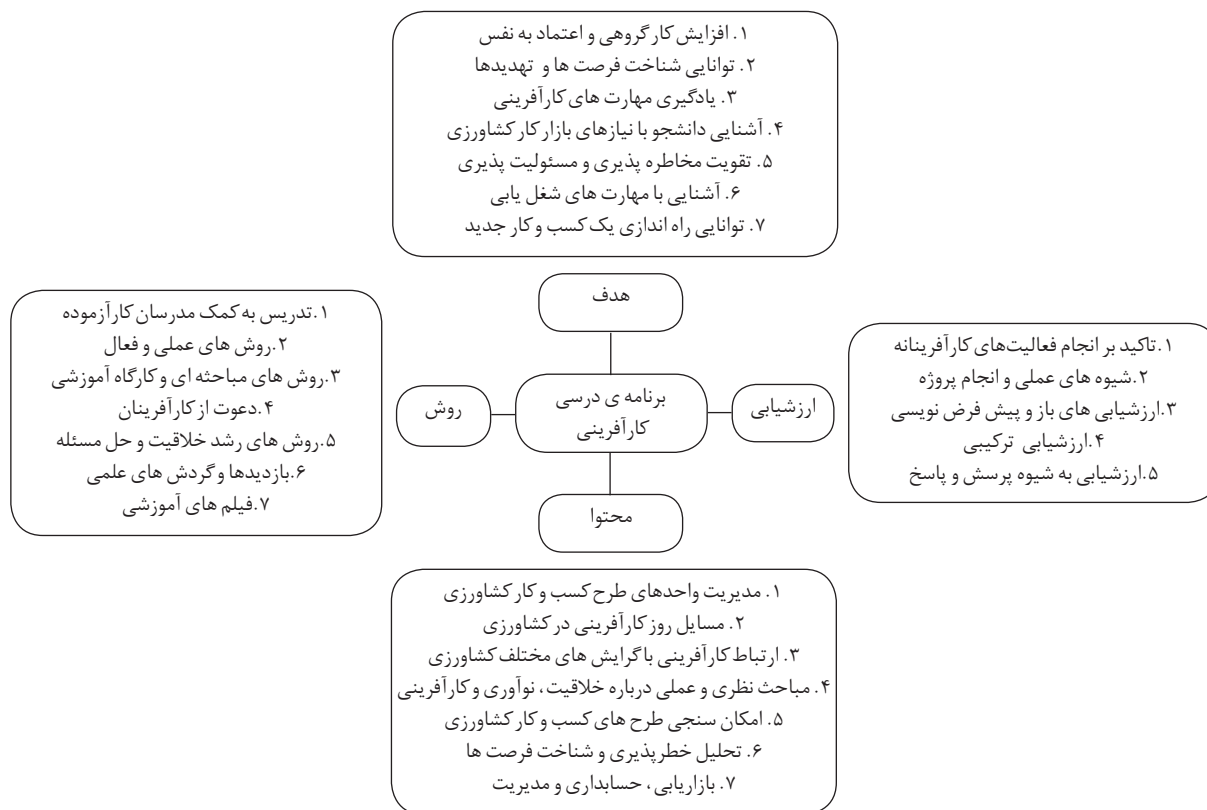 ۱. افزایش کار گروهی و اعتماد به نفس
۲. توانایی شناخت فرصت ها و تهدیدها
۳. یادگیری مهارت های کارآفرینی
۴. آشنایی دانشجو با نیازهای بازار کار کشاورزی
۵. تقویت مخاطره پذیری و مسئولیت پذیری
۶. آشنایی با مهارت های شغل یابی
۷. توانایی راه اندازی یک کسب و کار جدید
هدف
۱.تاکید بر انجام فعالیت‌های کارآفرینانه
۲.شیوه های عملی و انجام پروژه
۳.ارزشیابی های باز و پیش فرض نویسی
۴.ارزشیابی ترکیبی
۵.ارزشیابی به شیوه پرسش و پاسخ
ارزشیابی
برنامه ی درسی
کارآفرینی
روش
۱.تدریس به کمک مدرسان کارآزموده
۲.روش های عملی و فعال
۳.روش های مباحثه ای و کارگاه آموزشی
۴.دعوت از کارآفرینان
۵.روش های رشد خلاقیت و حل مسئله
۶.بازدیدها و گردش های علمی
۷.فیلم های آموزشی
محتوا
۱. مدیریت واحدهای طرح کسب و کار کشاورزی
۲. مسایل روز کارآفرینی در کشاورزی
۳. ارتباط کارآفرینی با گرایش های مختلف کشاورزی
۴. مباحث نظری و عملی درباره خلاقیت، نوآوری و کارآفرینی
۵. امکان سنجی طرح های کسب و کار کشاورزی
۶. تحلیل خطرپذیری و شناخت فرصت ها
۷. بازاریابی، حسابداری و مدیریت